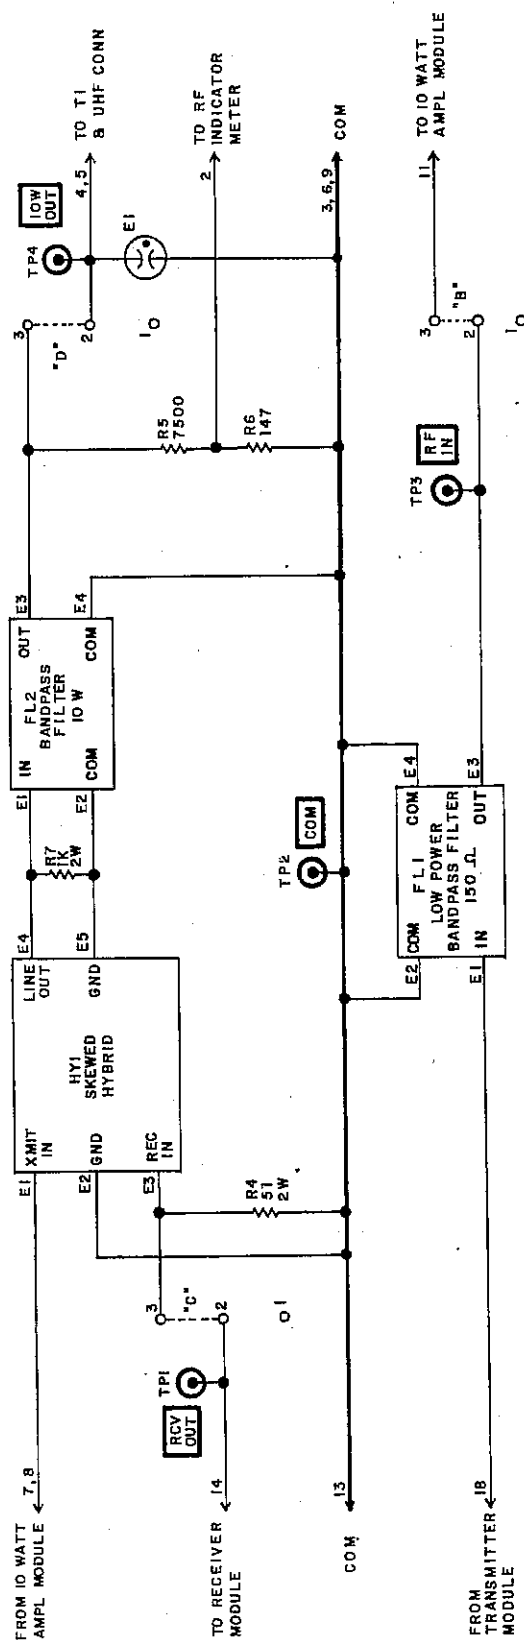 FROM 10 WATT
AMPL MODULE
7,8
E1
XMIT
IN
GND
E2
REC
IN
E3
HY1
SKEWED
HYBRID
LINE
OUT
E4
GND
E5
R7
1K
2W
E1
IN
E2
COM
FL2
BANDPASS
FILTER
10 W
OUT
E3
COM
E4
3
"D"
2
1
TP4
10W
OUT
E1
4,5
TO T1
& UHF CONN
R5
7500
R6
147
2
TO RF
INDICATOR
METER
TO RECEIVER
MODULE
14
RCV
OUT
TP1
3
"C"
2
1
R4
51
2W
COM
13
TP2
COM
3,6,9
COM
FROM
TRANSMITTER
MODULE
18
E2
COM
E1
IN
FL1
LOW POWER
BANDPASS FILTER
150 Ω
COM
E4
OUT
E3
TP3
RF
IN
3
"B"
2
1
11
TO 10 WATT
AMPL MODULE